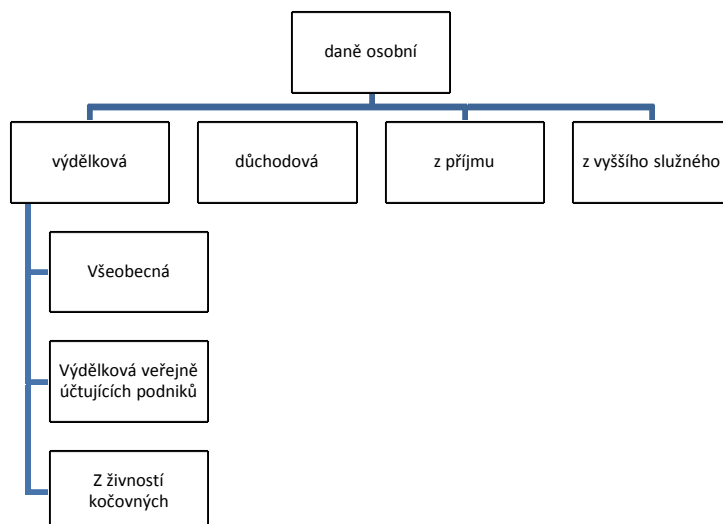 daně osobní
výdělková
důchodová
z příjmu
z vyššího služného
Všeobecná
Výdělková veřejně
účtujících podniků
Z živností
kočovných